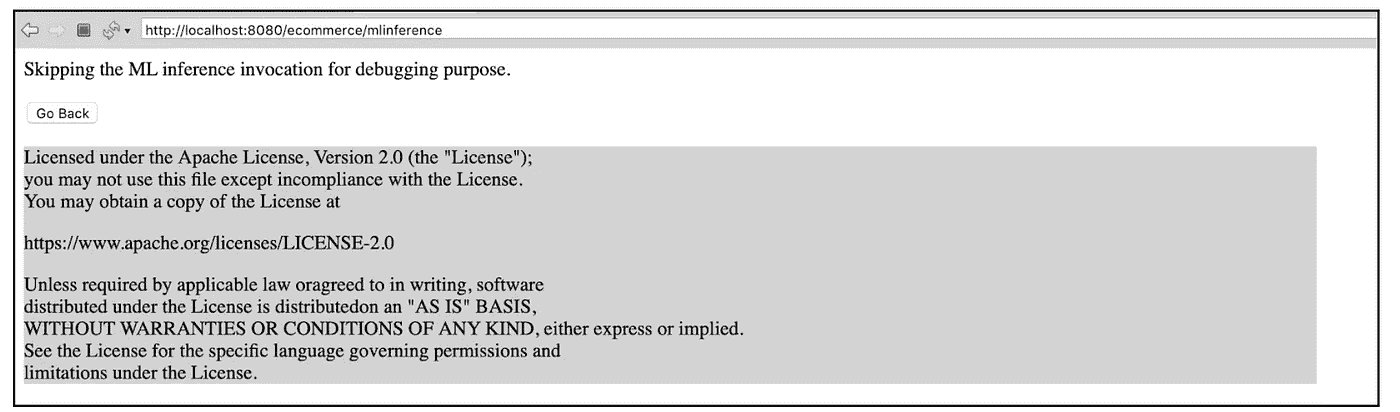 http://localhost:8080/ecommerce/mlinference
Skipping the ML inference invocation for debugging purpose.
Go Back
Licensed under the Apache License, Version 2.0 (the "License");
you may not use this file except incompliance with the License.
You may obtain a copy of the License at
https://www.apache.org/licenses/LICENSE-2.0
Unless required by applicable law oragreed to in writing, software
distributed under the License is distributedon an "AS IS" BASIS,
WITHOUT WARRANTIES OR CONDITIONS OF ANY KIND, either express or implied.
See the License for the specific language governing permissions and
limitations under the License.